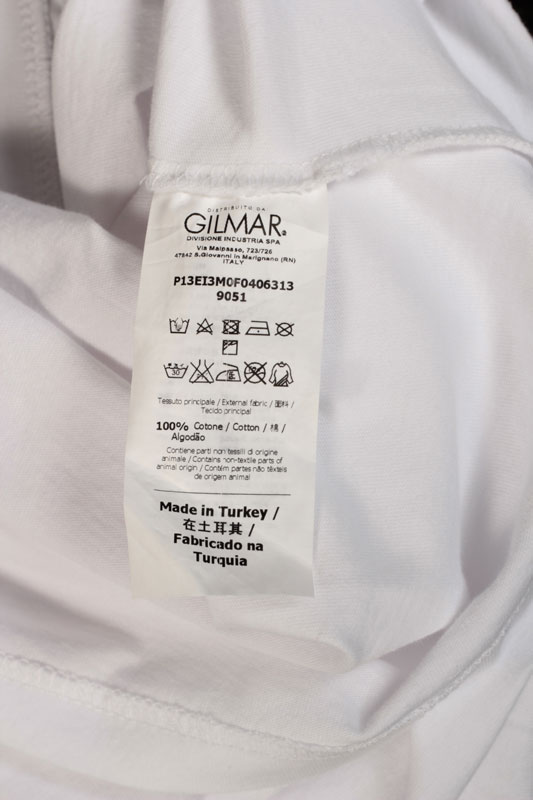 DISTRIBUITO DA
GILMAR
DIVISIONE INDUSTRIA SPA
Via Malpasso, 723/725
47842 S.Giovanni in Marignano (RN)
ITALY
P13EI3M0F0406313
9051
30
Tessuto principale / External fabric / 面料 /
Tecido principal
100% Cotone / Cotton / 棉 /
Algodão
Contiene parti non tessili di origine
animale / Contains non-textile parts of
animal origin / Contém partes não têxteis
de origem animal
Made in Turkey /
在土耳其 /
Fabricado na
Turquia